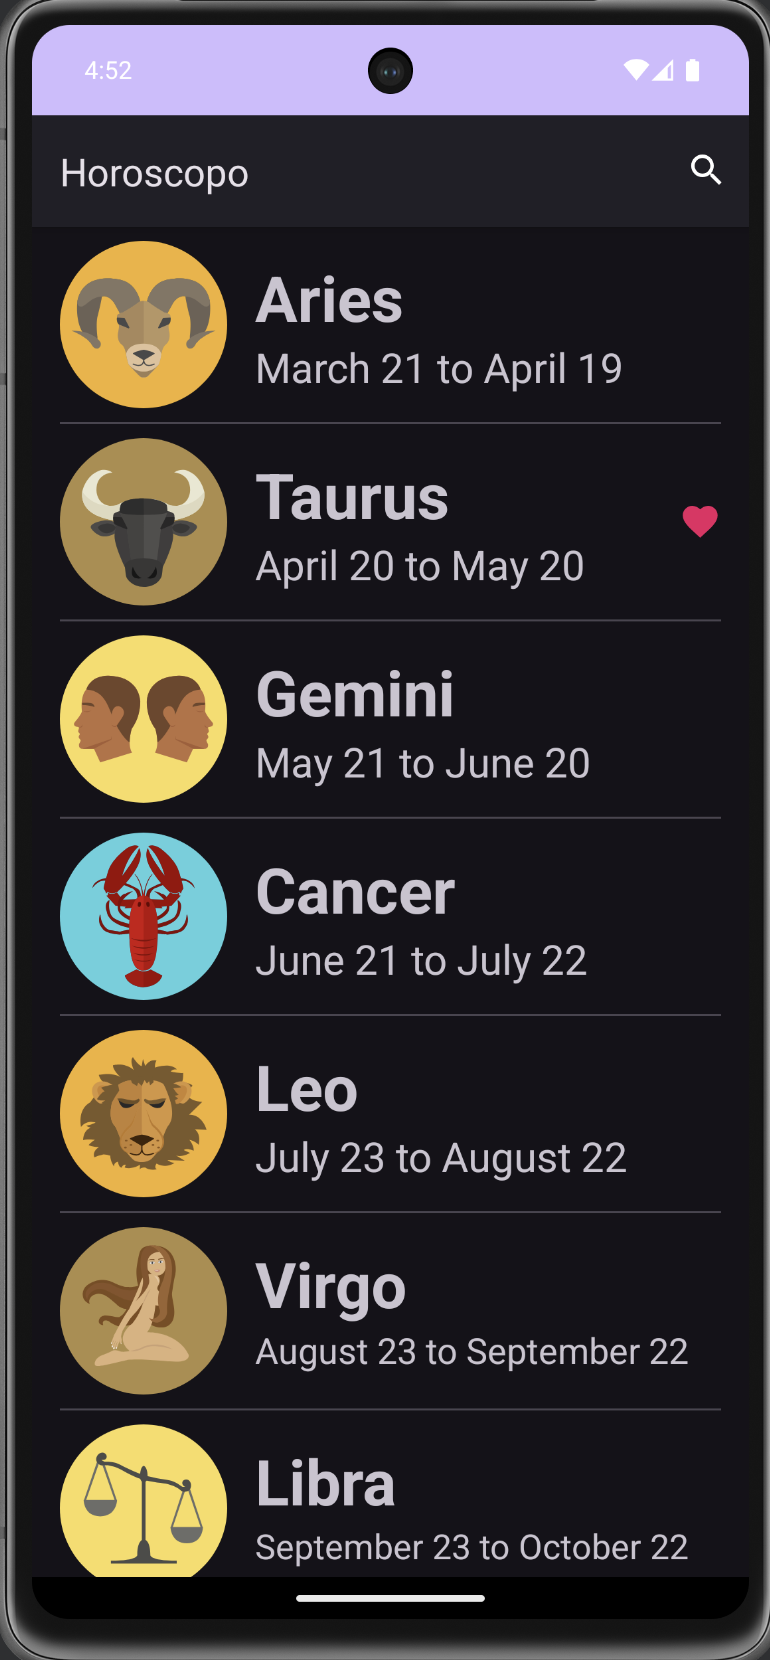 4:52
Horoscopo
Aries
March 21 to April 19
Taurus
April 20 to May 20
Gemini
May 21 to June 20
Cancer
June 21 to July 22
Leo
July 23 to August 22
Virgo
August 23 to September 22
Libra
September 23 to October 22